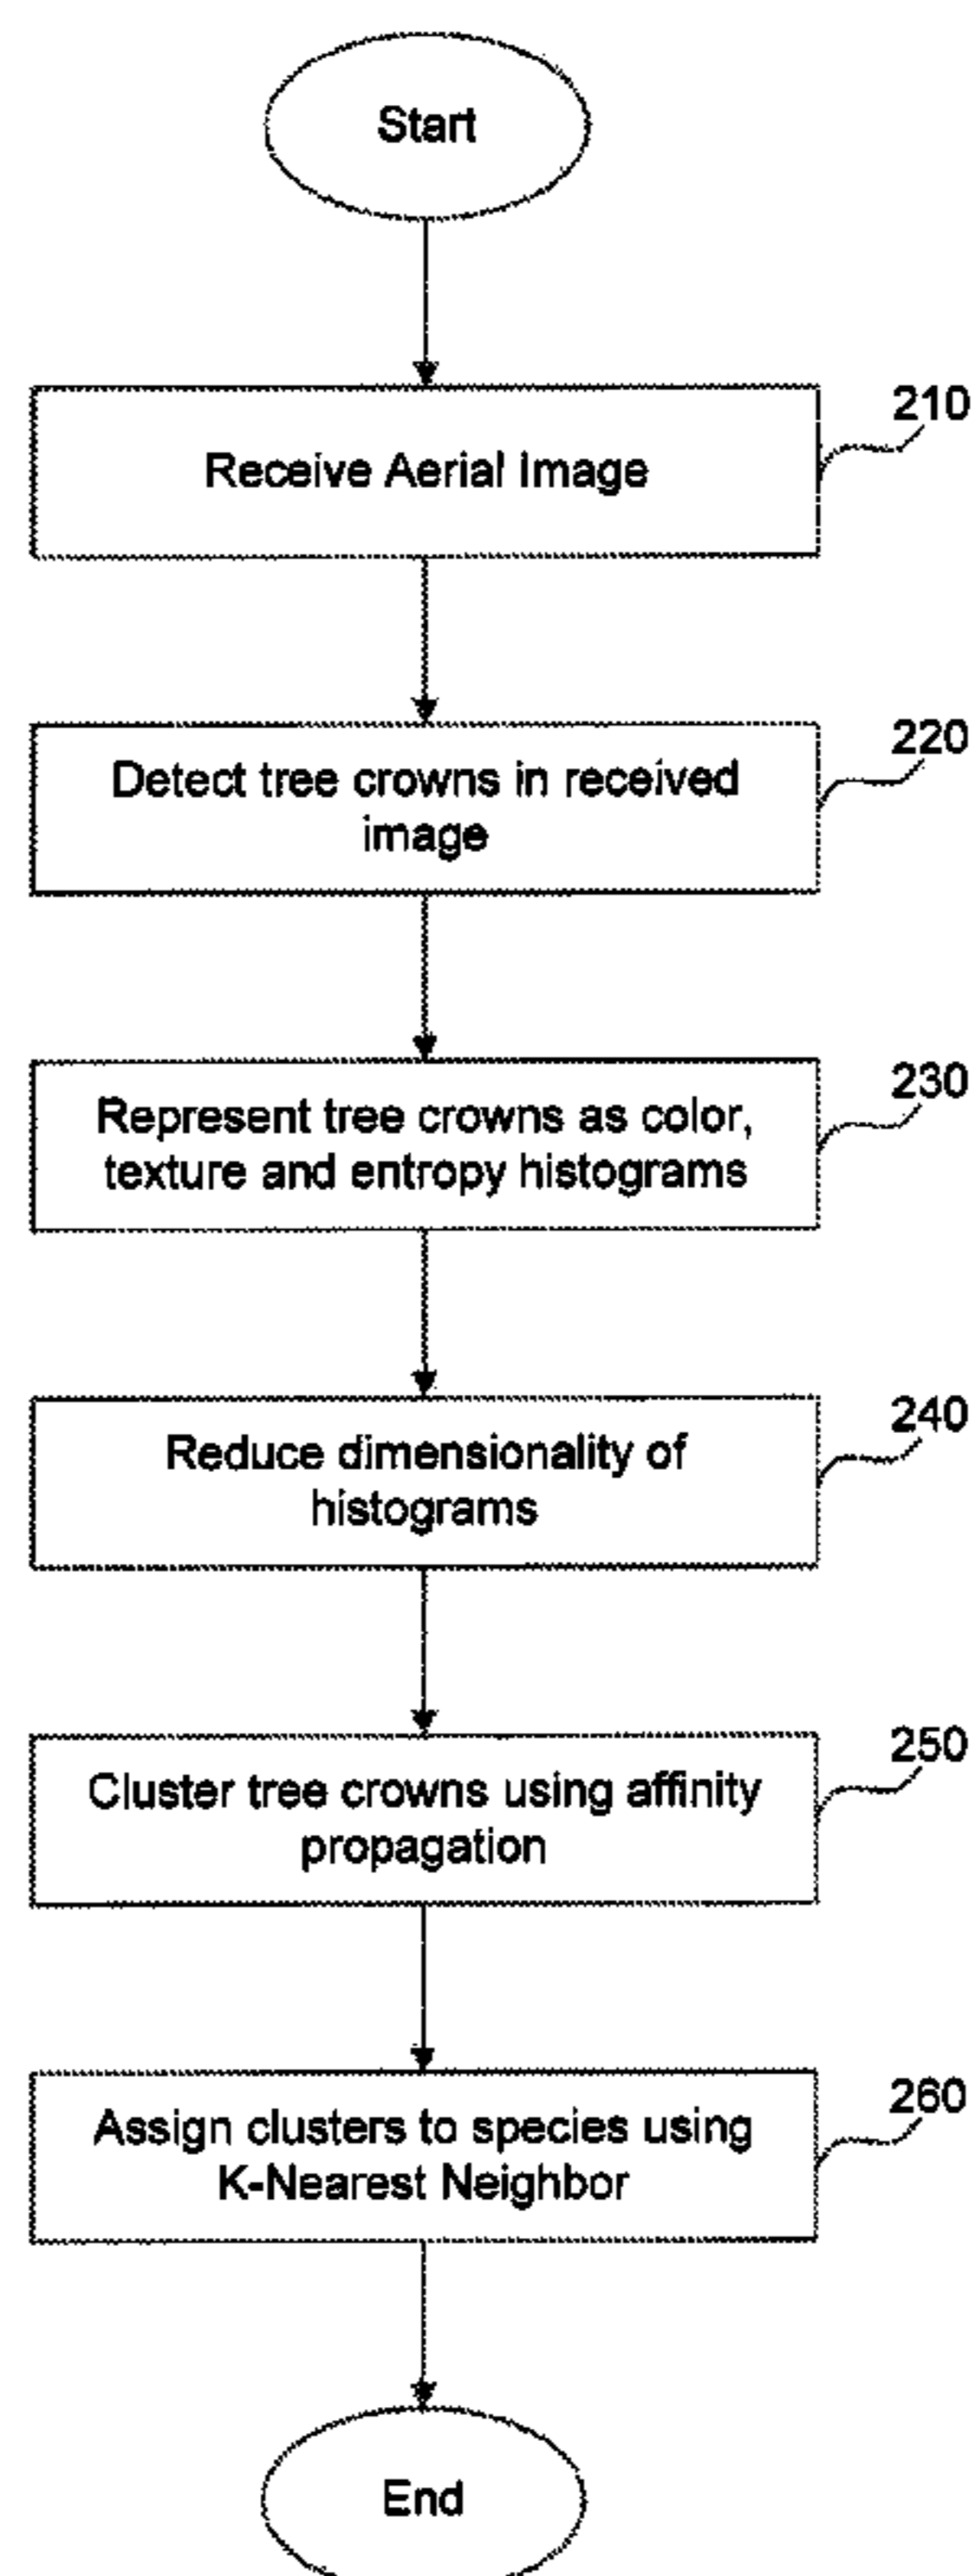 Start
210
Receive Aerial Image
220
Detect tree crowns in received
image
230
Represent tree crowns as color,
texture and entropy histograms
240
Reduce dimensionality of
histograms
250
Cluster tree crowns using affinity
propagation
260
Assign clusters to species using
K-Nearest Neighbor
End